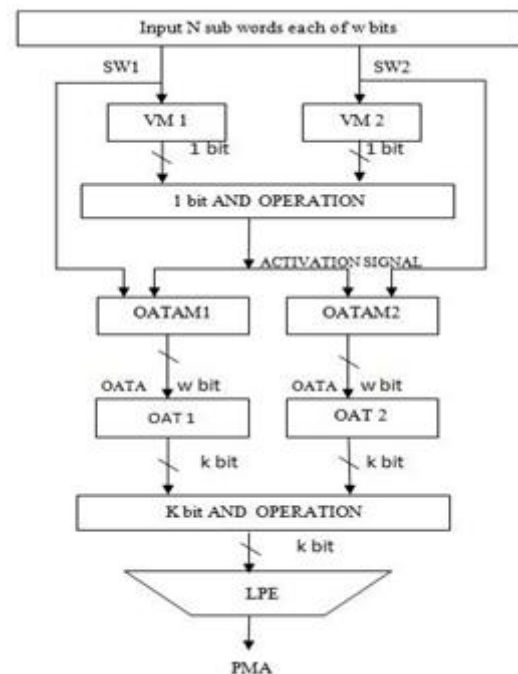 Input N sub words each of w bits
SW1 SW2
VM 1 VM 2
1 bit 1 bit
1 bit AND OPERATION
ACTIVATION SIGNAL
OATAM1 OATAM2
OATA w bit OATA w bit
OAT 1 OAT 2
k bit k bit
K bit AND OPERATION
k bit
LPE
PMA